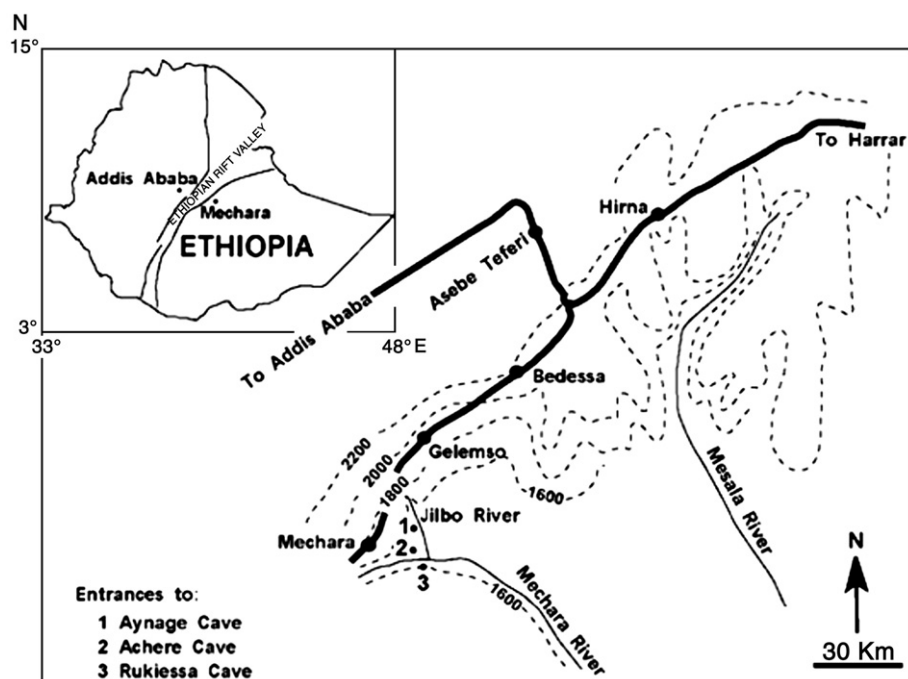 N
15°
ETHIOPIAN RIFT VALLEY
Addis Ababa
Mechara
ETHIOPIA
3°
33°
48° E
To Harrar
Hirna
Asebe Teferi
To Addis Ababa
Bedessa
2200
2000
Gelemso
1800
1600
Jilbo River
1
Mechara
2
3
1600
Mechara River
Mesala River
Entrances to:
1 Aynage Cave
2 Achere Cave
3 Rukiessa Cave
N
30 Km